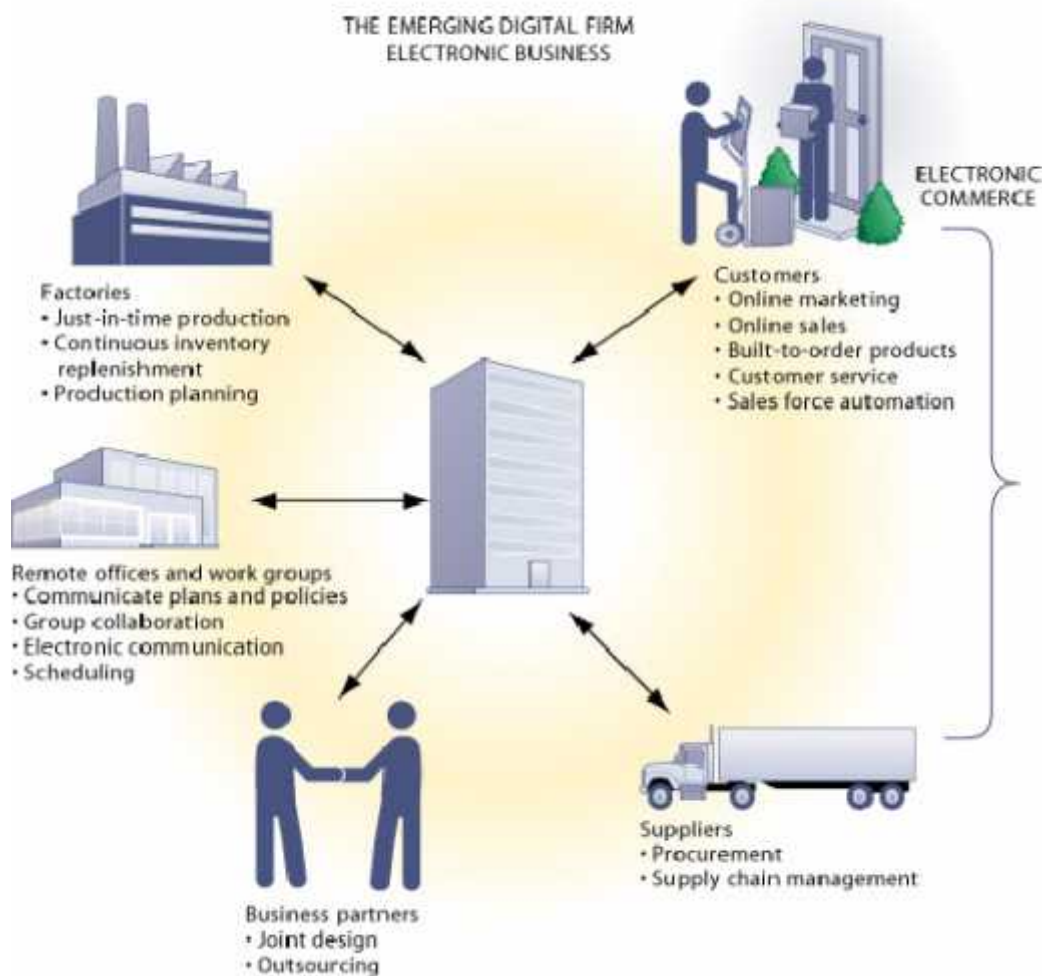 THE EMERGING DIGITAL FIRM
ELECTRONIC BUSINESS
ELECTRONIC
COMMERCE
Factories
• Just-in-time production
• Continuous inventory
replenishment
• Production planning
Customers
• Online marketing
• Online sales
• Built-to-order products
• Customer service
• Sales force automation
Remote offices and work groups
• Communicate plans and policies
• Group collaboration
• Electronic communication
• Scheduling
Suppliers
• Procurement
• Supply chain management
Business partners
• Joint design
• Outsourcing